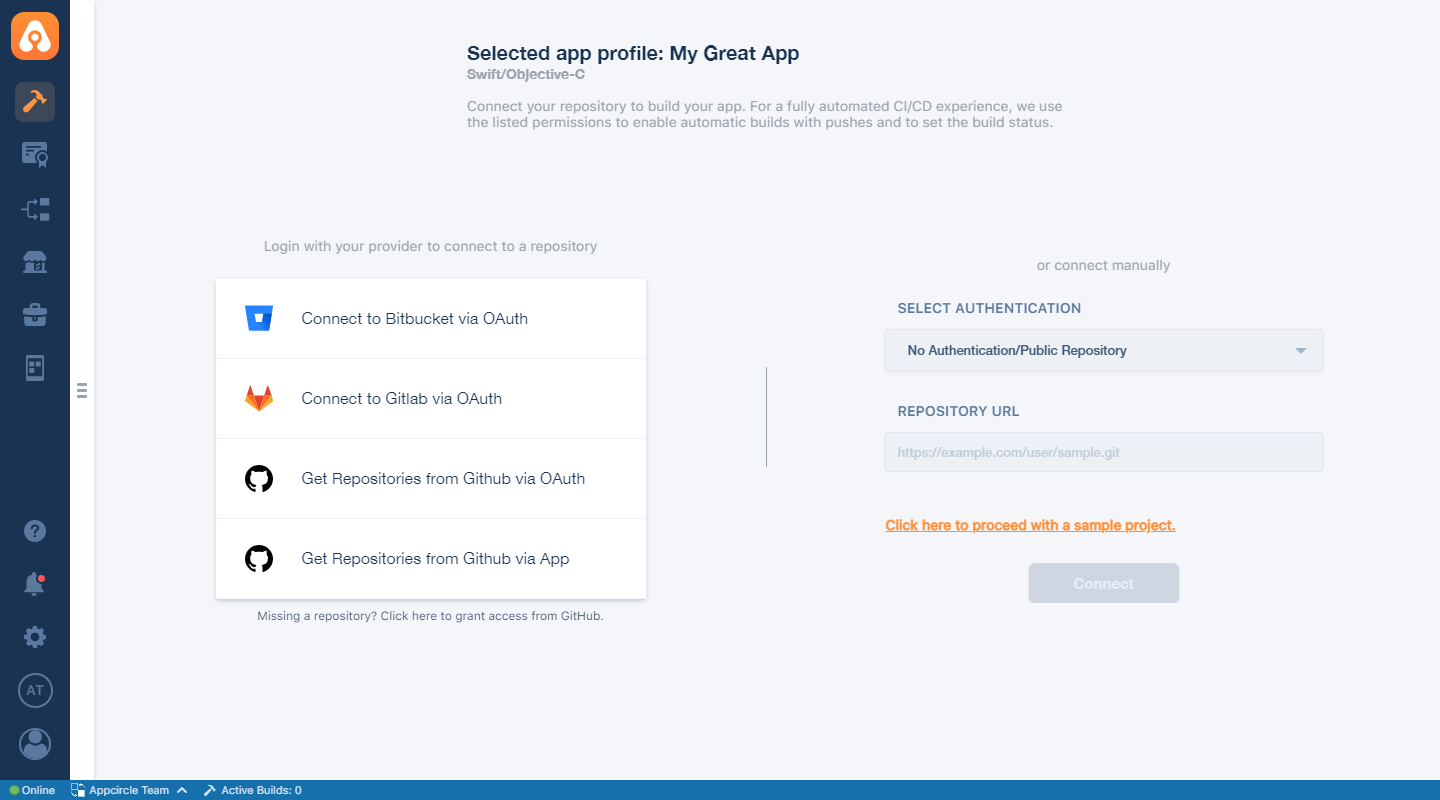 Selected app profile: My Great App
Swift/Objective-C
Connect your repository to build your app. For a fully automated CI/CD experience, we use
the listed permissions to enable automatic builds with pushes and to set the build status.
Login with your provider to connect to a repository
Connect to Bitbucket via OAuth
Connect to Gitlab via OAuth
Get Repositories from Github via OAuth
Get Repositories from Github via App
Missing a repository? Click here to grant access from GitHub.
or connect manually
SELECT AUTHENTICATION
No Authentication/Public Repository
REPOSITORY URL
https://example.com/user/sample.git
Click here to proceed with a sample project.
Connect
AT
Online
Appcircle Team
Active Builds: 0